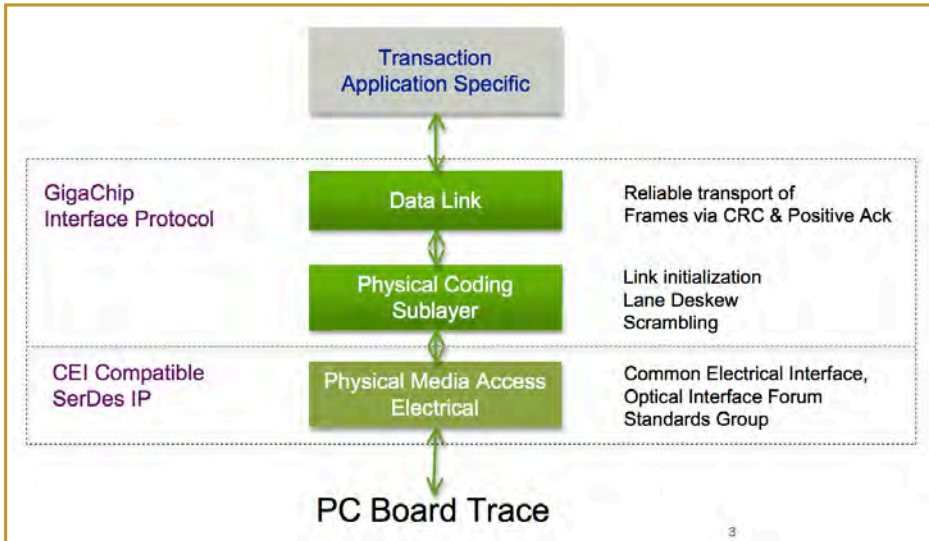 Transaction
Application Specific
GigaChip
Interface Protocol
Data Link
Reliable transport of
Frames via CRC & Positive Ack
Physical Coding
Sublayer
Link initialization
Lane Deskew
Scrambling
CEI Compatible
SerDes IP
Physical Media Access
Electrical
Common Electrical Interface,
Optical Interface Forum
Standards Group
PC Board Trace
3